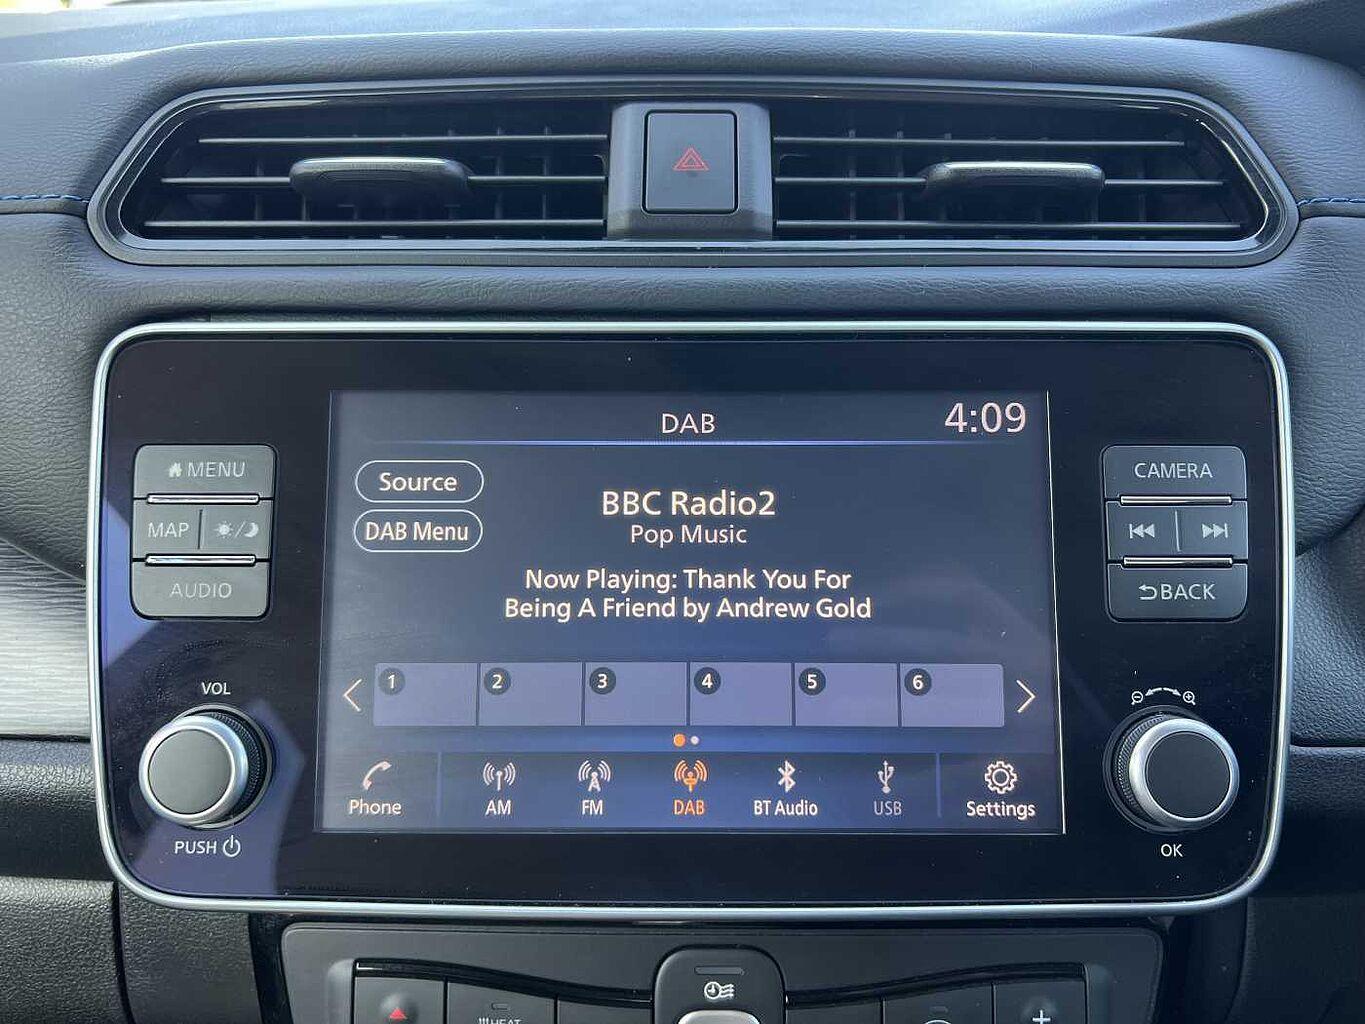 DAB
4:09
MENU
MAP
AUDIO
VOL
PUSH
Source
DAB Menu
BBC Radio2
Pop Music
Now Playing: Thank You For
Being A Friend by Andrew Gold
1 2 3 4 5 6
Phone AM FM DAB BT Audio USB Settings
CAMERA
BACK
OK
HEAT